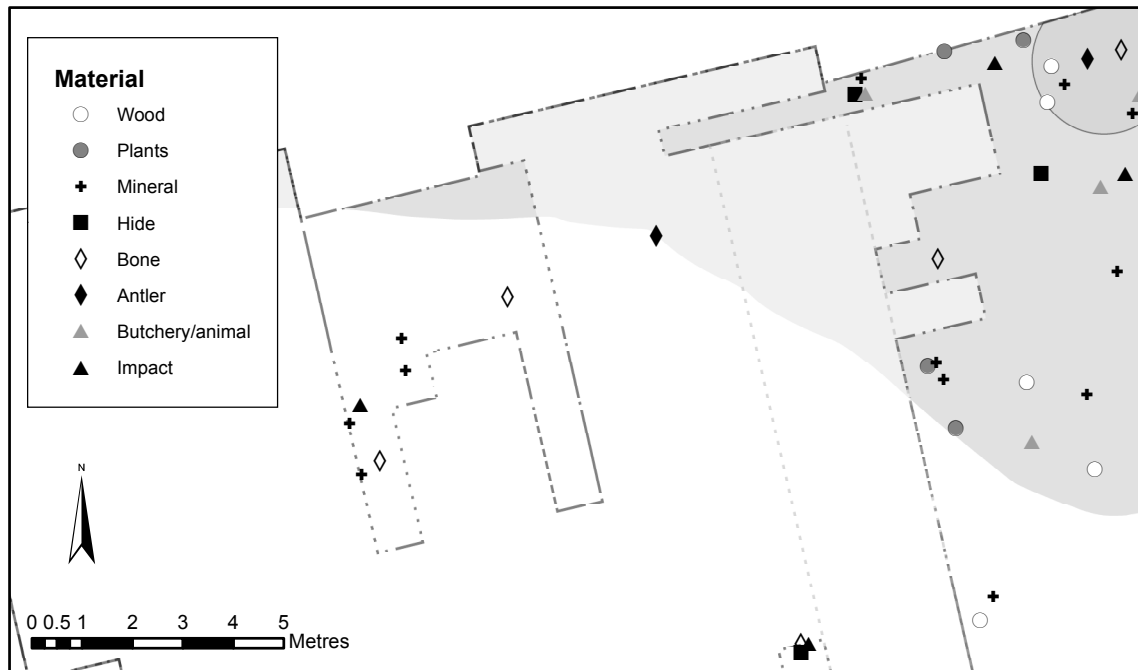 Material
Wood
Plants
Mineral
Hide
Bone
Antler
Butchery/animal
Impact
N
0 0.5 1 2 3 4 5
Metres